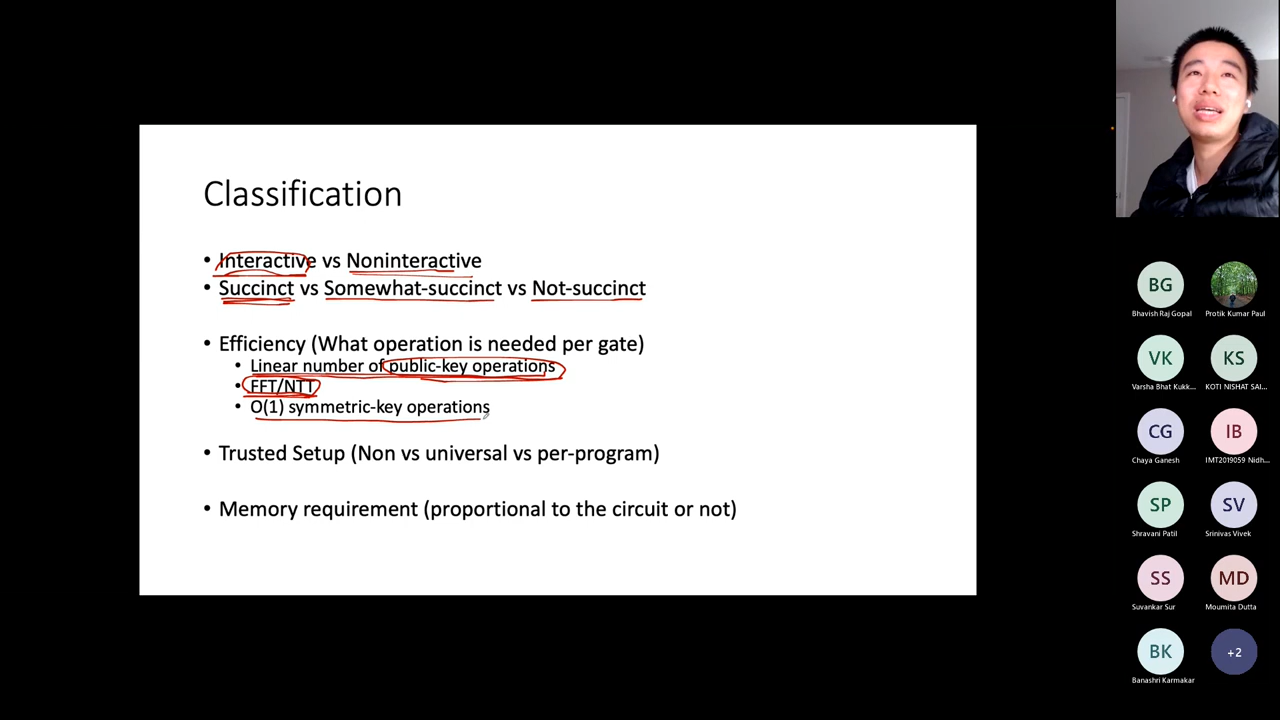 Classification
• Interactive vs Noninteractive
• Succinct vs Somewhat-succinct vs Not-succinct
• Efficiency (What operation is needed per gate)
• Linear number of public-key operations
• FFT/NTT
• O(1) symmetric-key operations
• Trusted Setup (Non vs universal vs per-program)
• Memory requirement (proportional to the circuit or not)
BG
Bhavish Raj Gopal
Protik Kumar Paul
VK
Varsha Bhat Kukk...
KS
KOTI NISHAT SAI...
CG
Chaya Ganesh
IB
IMT2019059 Nidh...
SP
Shravani Patil
SV
Srinivas Vivek
SS
Suvankar Sur
MD
Moumita Dutta
BK
Banashri Karmakar
+2